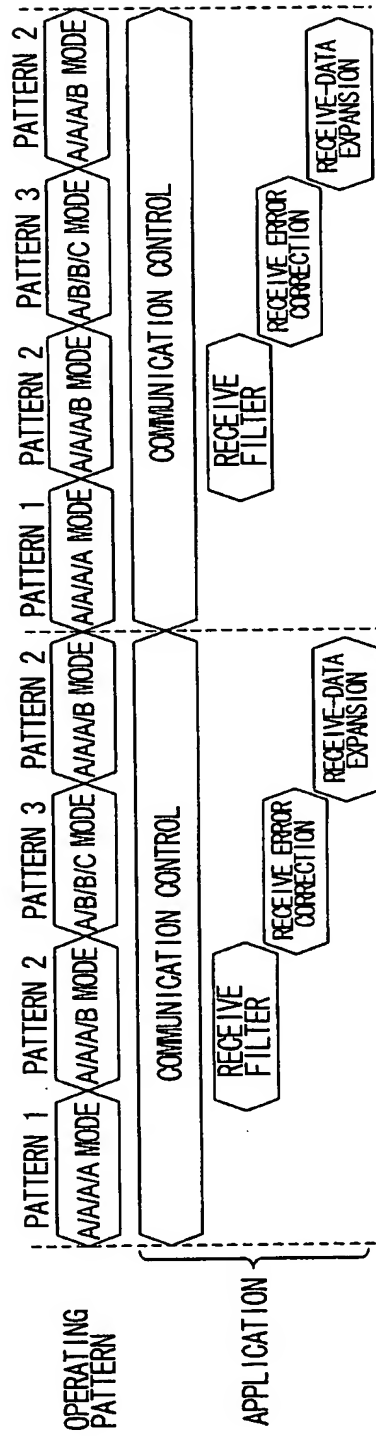 OPERATING
PATTERN
PATTERN 1
PATTERN 2
PATTERN 3
PATTERN 2
PATTERN 1
PATTERN 2
PATTERN 3
PATTERN 2
A/A/A/A MODE
A/A/A/B MODE
A/B/B/C MODE
A/A/A/B MODE
A/A/A/A MODE
A/A/A/B MODE
A/B/B/C MODE
A/A/A/B MODE
APPLICATION
COMMUNICATION CONTROL
COMMUNICATION CONTROL
RECEIVE
FILTER
RECEIVE
FILTER
RECEIVE ERROR
CORRECTION
RECEIVE ERROR
CORRECTION
RECEIVE-DATA
EXPANSION
RECEIVE-DATA
EXPANSION